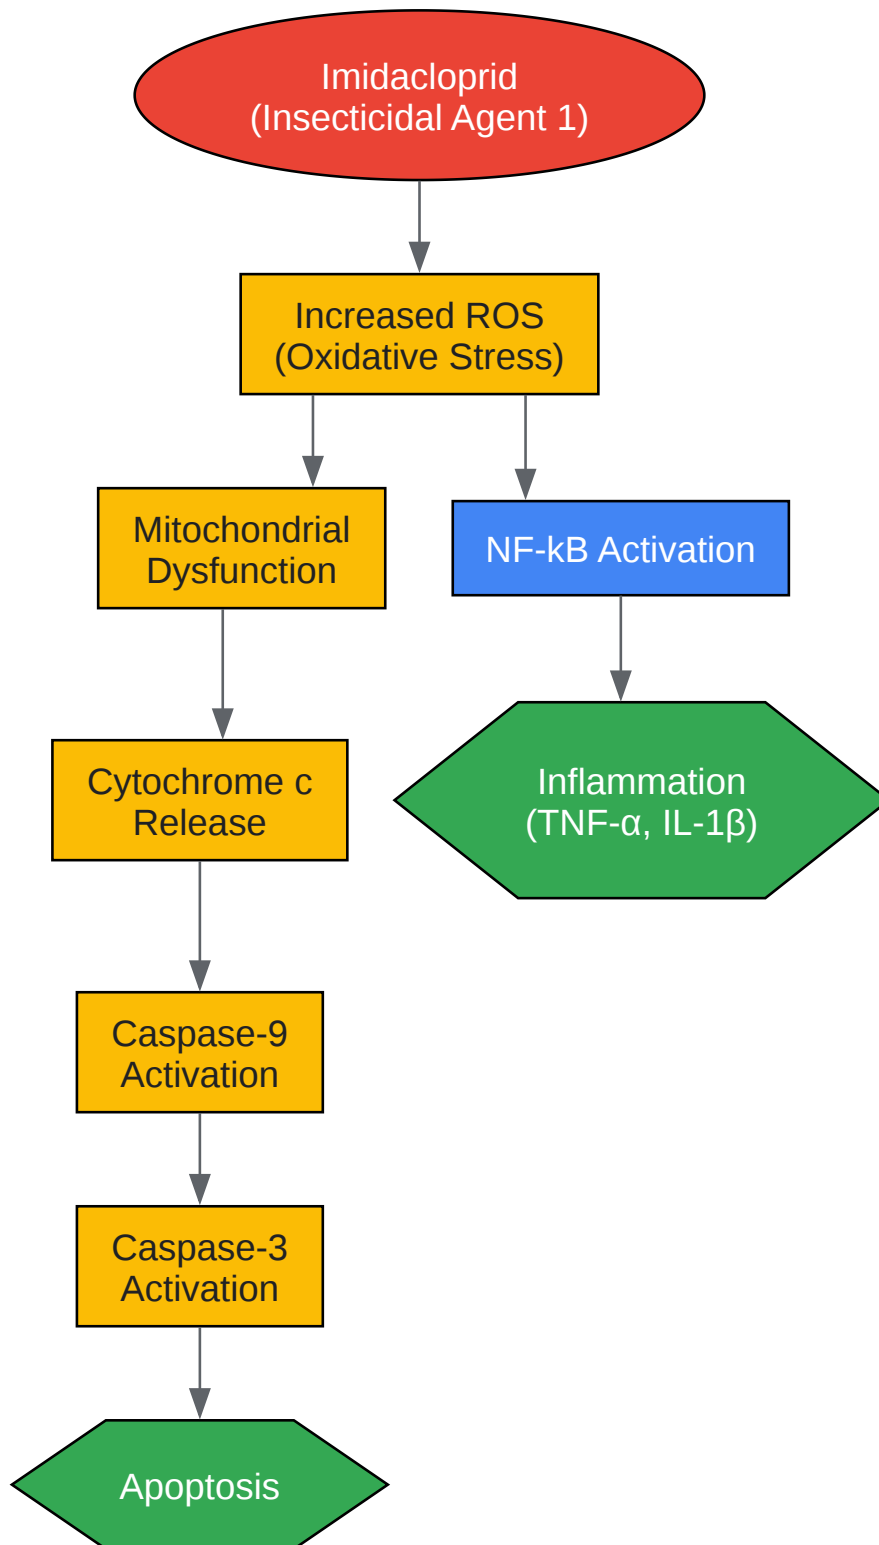 Imidacloprid
(Insecticidal Agent 1)
Increased ROS
(Oxidative Stress)
Mitochondrial
Dysfunction
NF-kB Activation
Cytochrome c
Release
Inflammation
(TNF-α, IL-1β)
Caspase-9
Activation
Caspase-3
Activation
Apoptosis